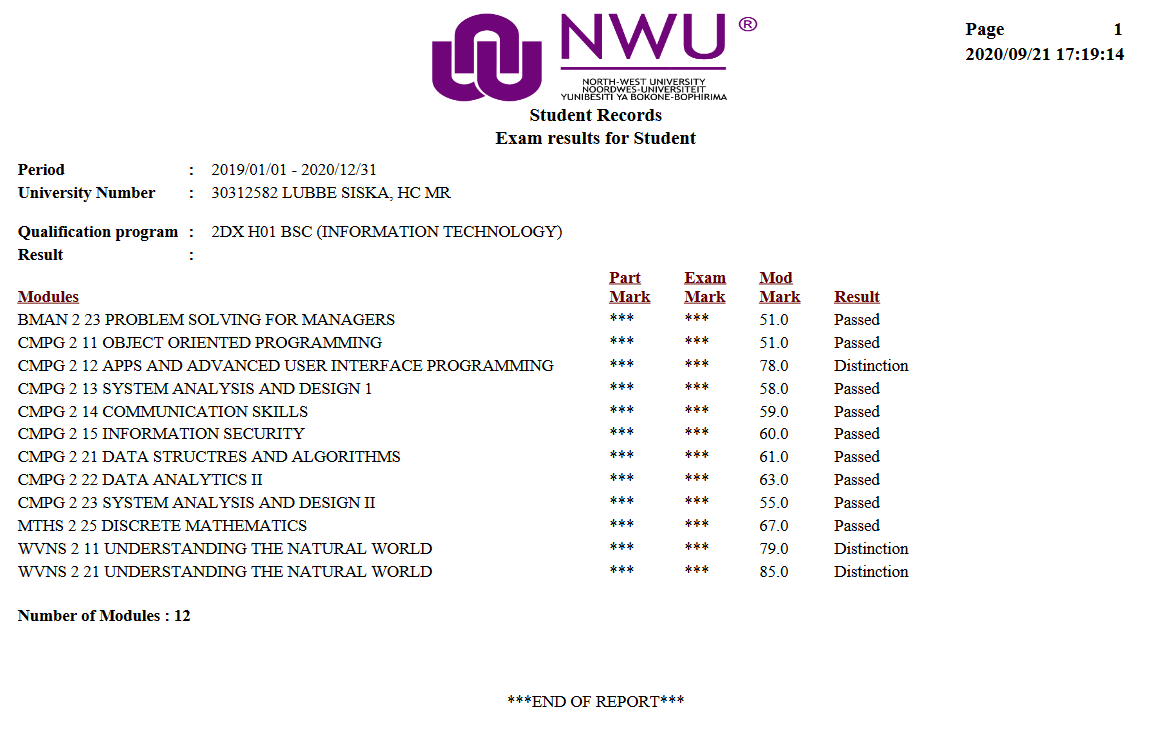 NWU®
NORTH-WEST UNIVERSITY
NOORDWES-UNIVERSITEIT
YUNIBESITI YA BOKONE-BOPHIRIMA
Page 1
2020/09/21 17:19:14
Student Records
Exam results for Student
Period : 2019/01/01 - 2020/12/31
University Number : 30312582 LUBBE SISKA, HC MR
Qualification program : 2DX H01 BSC (INFORMATION TECHNOLOGY)
Result :
Part Exam Mod
Modules Mark Mark Mark Result
BMAN 2 23 PROBLEM SOLVING FOR MANAGERS *** *** 51.0 Passed
CMPG 2 11 OBJECT ORIENTED PROGRAMMING *** *** 51.0 Passed
CMPG 2 12 APPS AND ADVANCED USER INTERFACE PROGRAMMING *** *** 78.0 Distinction
CMPG 2 13 SYSTEM ANALYSIS AND DESIGN 1 *** *** 58.0 Passed
CMPG 2 14 COMMUNICATION SKILLS *** *** 59.0 Passed
CMPG 2 15 INFORMATION SECURITY *** *** 60.0 Passed
CMPG 2 21 DATA STRUCTRES AND ALGORITHMS *** *** 61.0 Passed
CMPG 2 22 DATA ANALYTICS II *** *** 63.0 Passed
CMPG 2 23 SYSTEM ANALYSIS AND DESIGN II *** *** 55.0 Passed
MTHS 2 25 DISCRETE MATHEMATICS *** *** 67.0 Passed
WVNS 2 11 UNDERSTANDING THE NATURAL WORLD *** *** 79.0 Distinction
WVNS 2 21 UNDERSTANDING THE NATURAL WORLD *** *** 85.0 Distinction
Number of Modules : 12
***END OF REPORT***